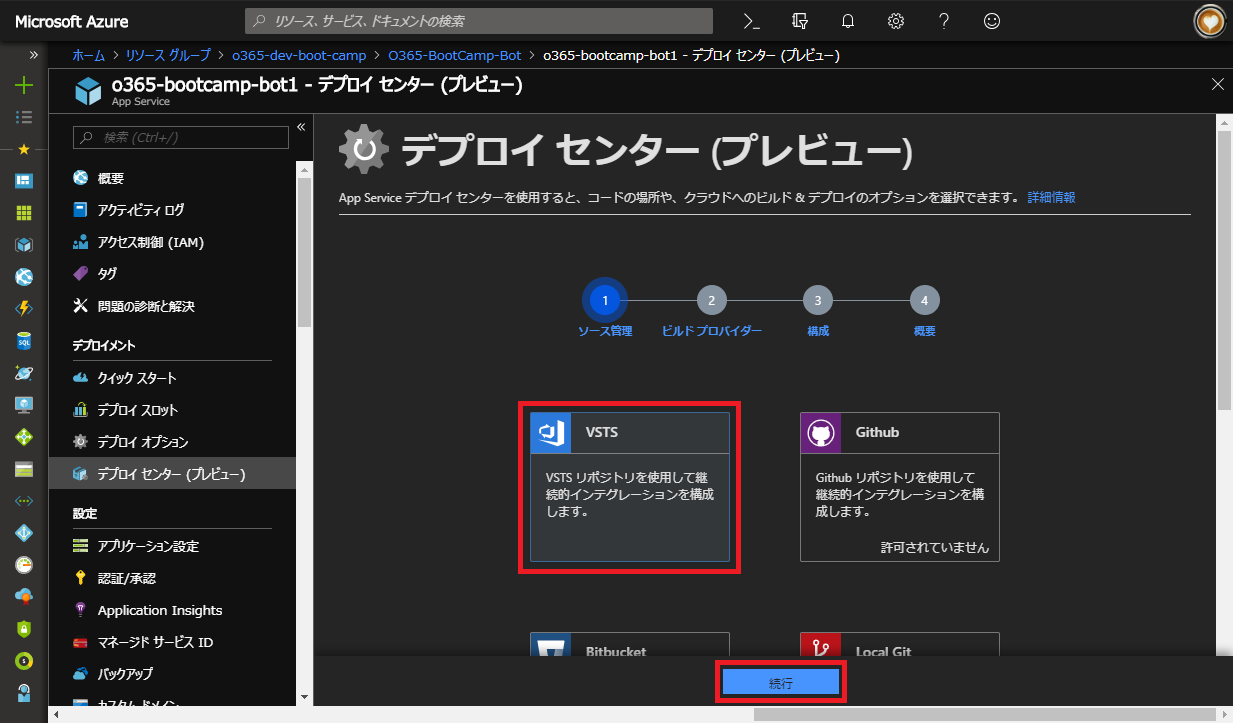 Microsoft Azure
リソース、サービス、ドキュメントの検索
ホーム > リソース グループ > o365-dev-boot-camp > O365-BootCamp-Bot > o365-bootcamp-bot1 - デプロイ センター (プレビュー)
o365-bootcamp-bot1 - デプロイ センター (プレビュー)
App Service
検索 (Ctrl+/)
概要
アクティビティ ログ
アクセス制御 (IAM)
タグ
問題の診断と解決
デプロイメント
クイック スタート
デプロイ スロット
デプロイ オプション
デプロイ センター (プレビュー)
設定
アプリケーション設定
認証/承認
Application Insights
マネージド サービス ID
バックアップ
カスタム ドメイン
デプロイ センター (プレビュー)
App Service デプロイ センターを使用すると、コードの場所や、クラウドへのビルド & デプロイのオプションを選択できます。 詳細情報
1
2
3
4
ソース管理
ビルド プロバイダー
構成
概要
VSTS
VSTS リポジトリを使用して継
続的インテグレーションを構成
します。
Github
Github リポジトリを使用して
継続的インテグレーションを構
成します。
許可されていません
Bitbucket
Local Git
続行
SQL